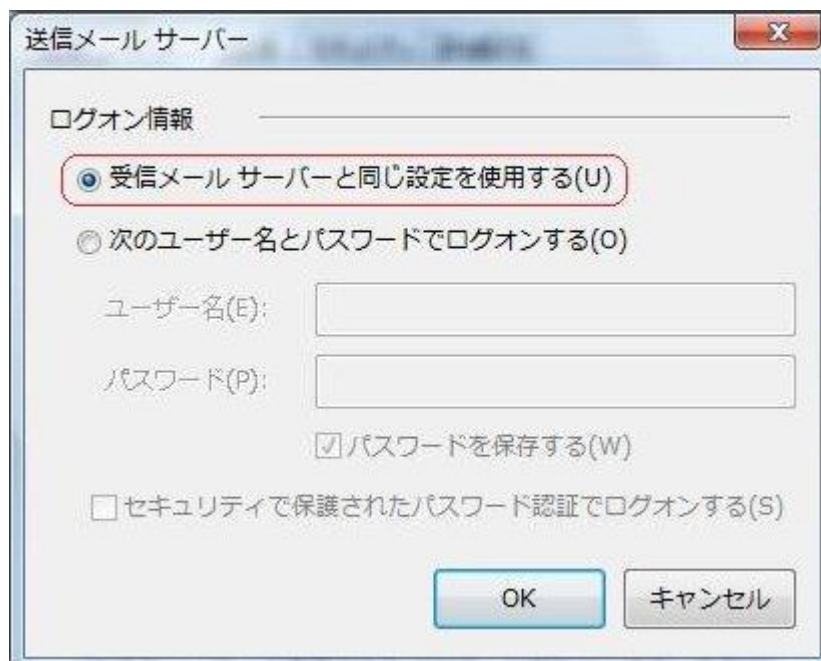 送信メール サーバー
ログオン情報
受信メール サーバーと同じ設定を使用する(U)
次のユーザー名とパスワードでログオンする(O)
ユーザー名(E):
パスワード(P):
パスワードを保存する(W)
セキュリティで保護されたパスワード認証でログオンする(S)
OK
キャンセル